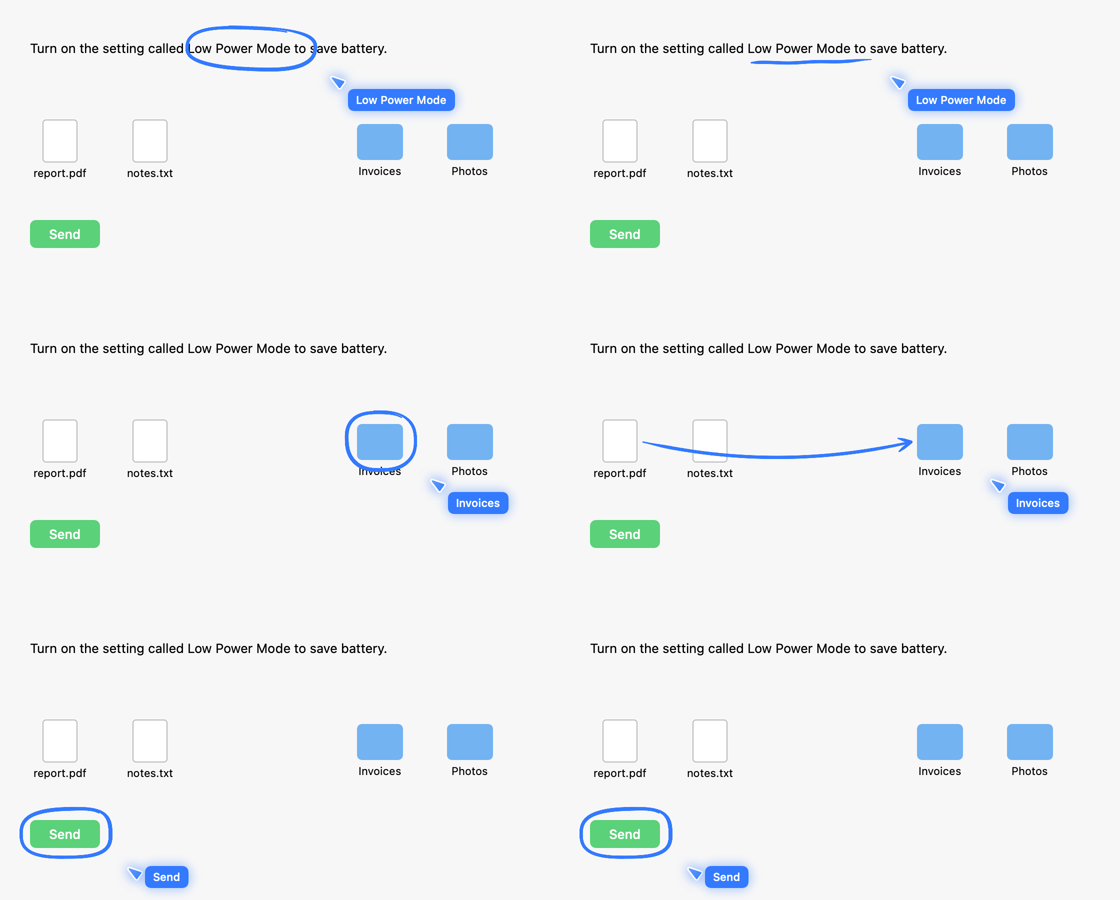 Turn on the setting called Low Power Mode to save battery.
Low Power Mode
report.pdf
notes.txt
Invoices
Photos
Send
Turn on the setting called Low Power Mode to save battery.
Low Power Mode
report.pdf
notes.txt
Invoices
Photos
Send
Turn on the setting called Low Power Mode to save battery.
report.pdf
notes.txt
Invoices
Photos
Invoices
Send
Turn on the setting called Low Power Mode to save battery.
report.pdf
notes.txt
Invoices
Photos
Invoices
Send
Turn on the setting called Low Power Mode to save battery.
report.pdf
notes.txt
Invoices
Photos
Send
Send
Turn on the setting called Low Power Mode to save battery.
report.pdf
notes.txt
Invoices
Photos
Send
Send